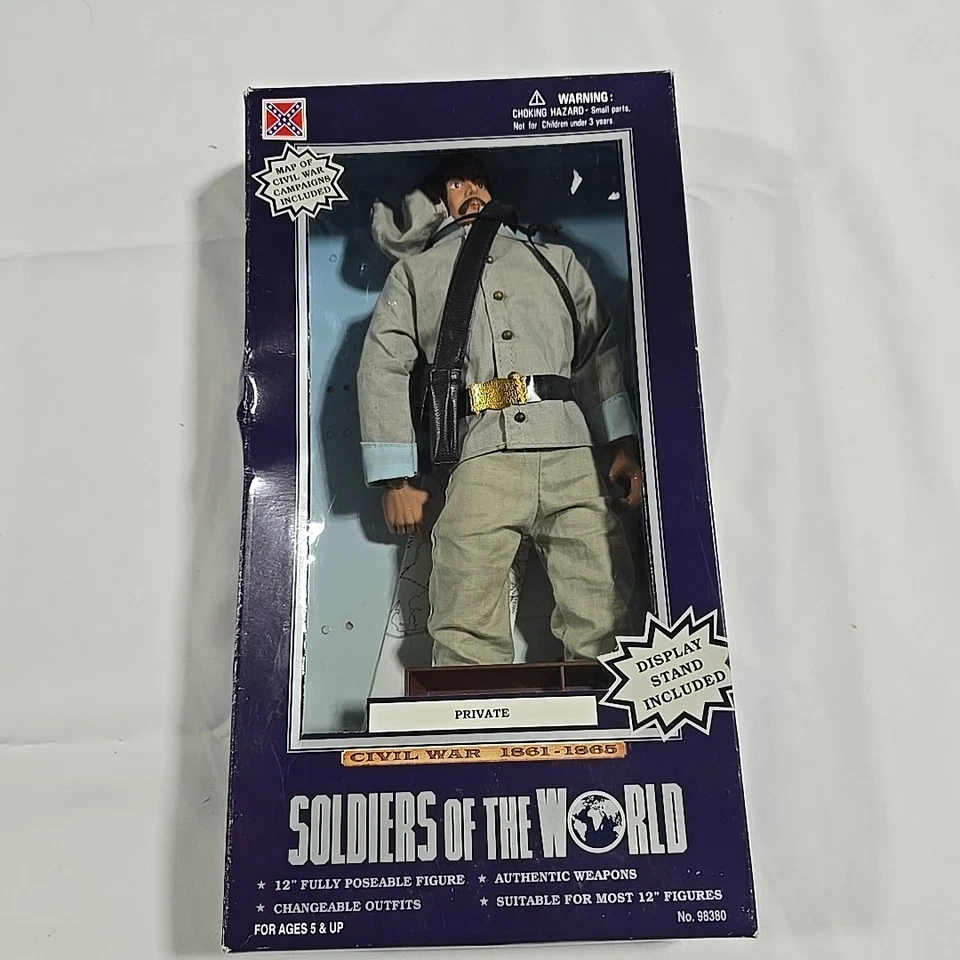 WARNING:
CHOKING HAZARD - Small parts.
Not for Children under 3 years.
MAP OF
CIVIL WAR
CAMPAIGNS
INCLUDED
DISPLAY
STAND
INCLUDED
PRIVATE
CIVIL WAR 1861-1865
SOLDIERS OF THE WORLD
★ 12" FULLY POSEABLE FIGURE ★ AUTHENTIC WEAPONS
★ CHANGEABLE OUTFITS ★ SUITABLE FOR MOST 12" FIGURES
FOR AGES 5 & UP No. 98380